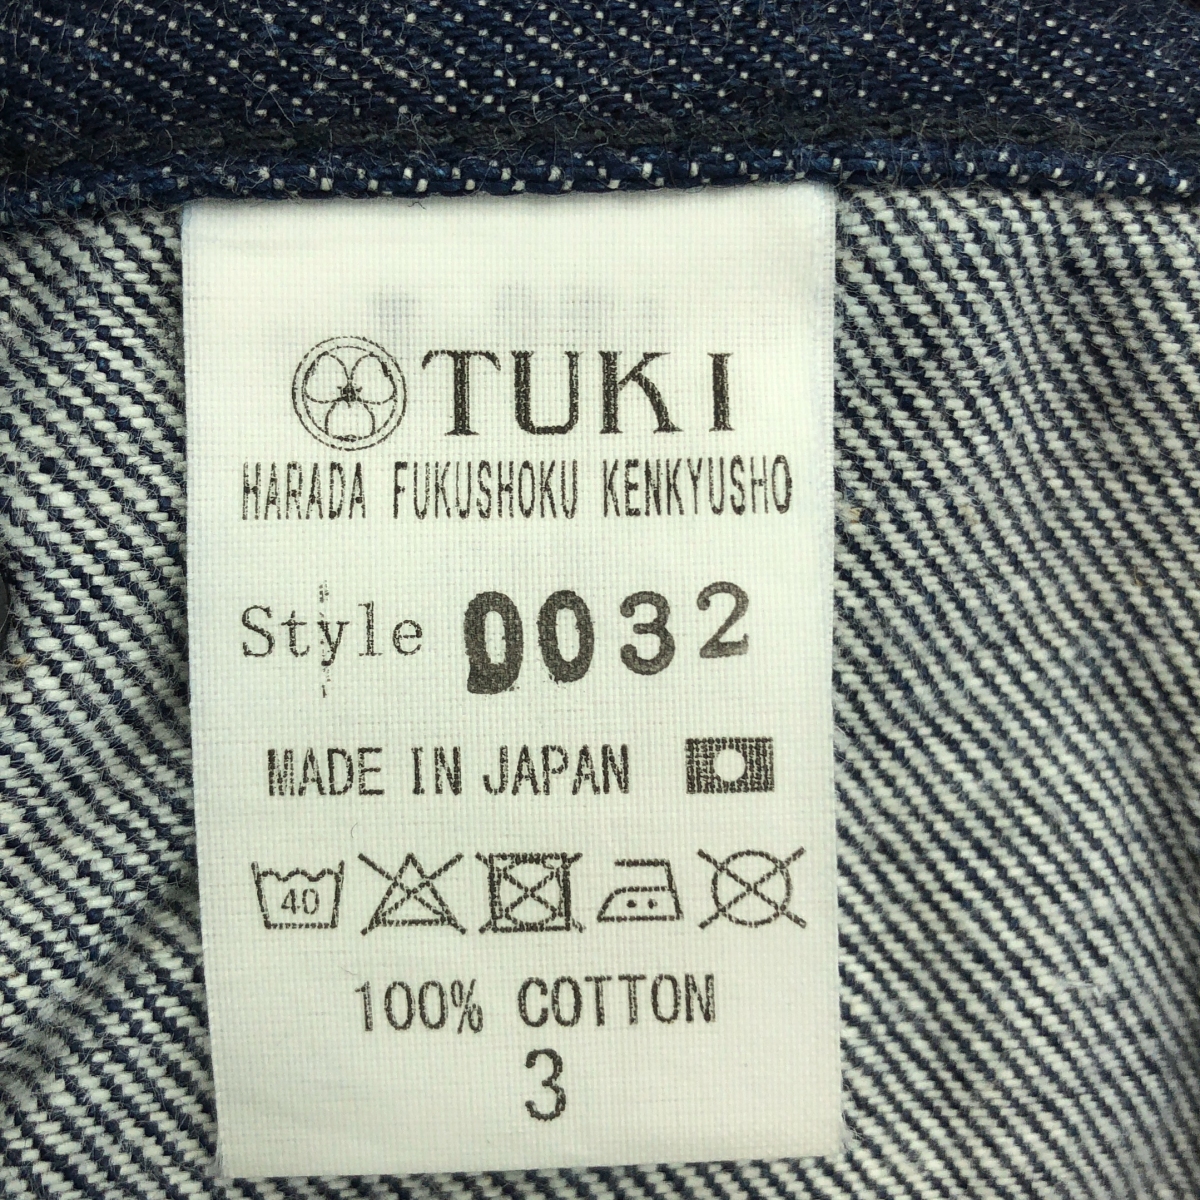 TUKI
HARADA FUKUSHOKU KENKYUSHO
Style 0032
MADE IN JAPAN
40
100% COTTON
3